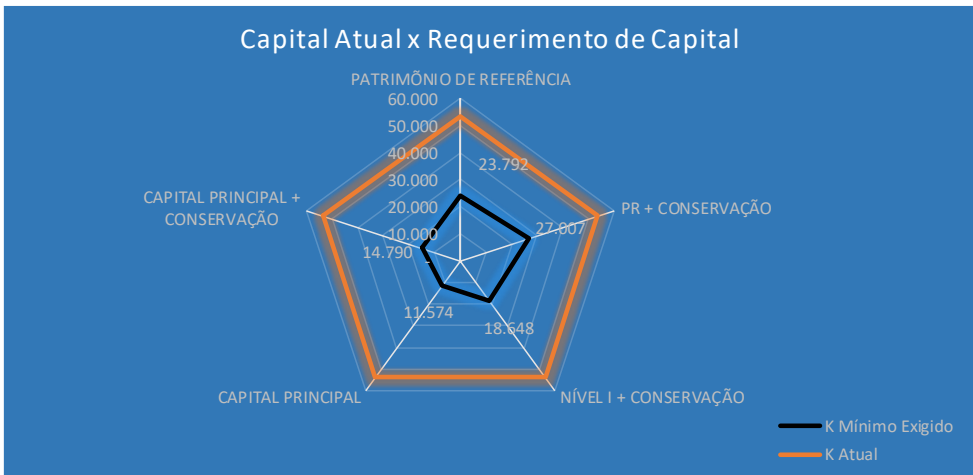 Capital Atual x Requerimento de Capital
PATRIMÕNIO DE REFERÊNCIA
60.000
50.000
40.000
30.000
20.000
10.000
-
23.792
PR + CONSERVAÇÃO
27.007
CAPITAL PRINCIPAL +
CONSERVAÇÃO
14.790
11.574
18.648
CAPITAL PRINCIPAL
NÍVEL I + CONSERVAÇÃO
K Mínimo Exigido
K Atual